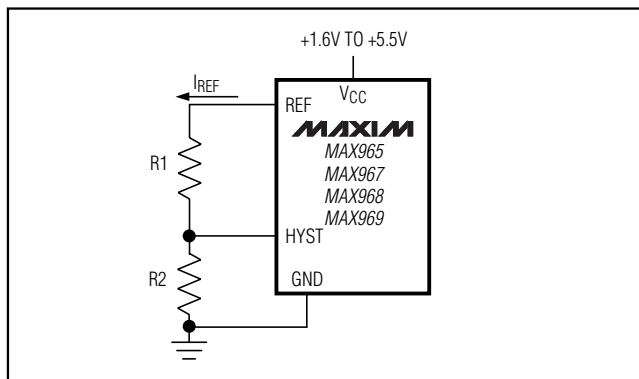 +1.6V TO +5.5V
IREF
REF
VCC
MAXIM
R1
MAX965
MAX967
MAX968
MAX969
HYST
R2
GND